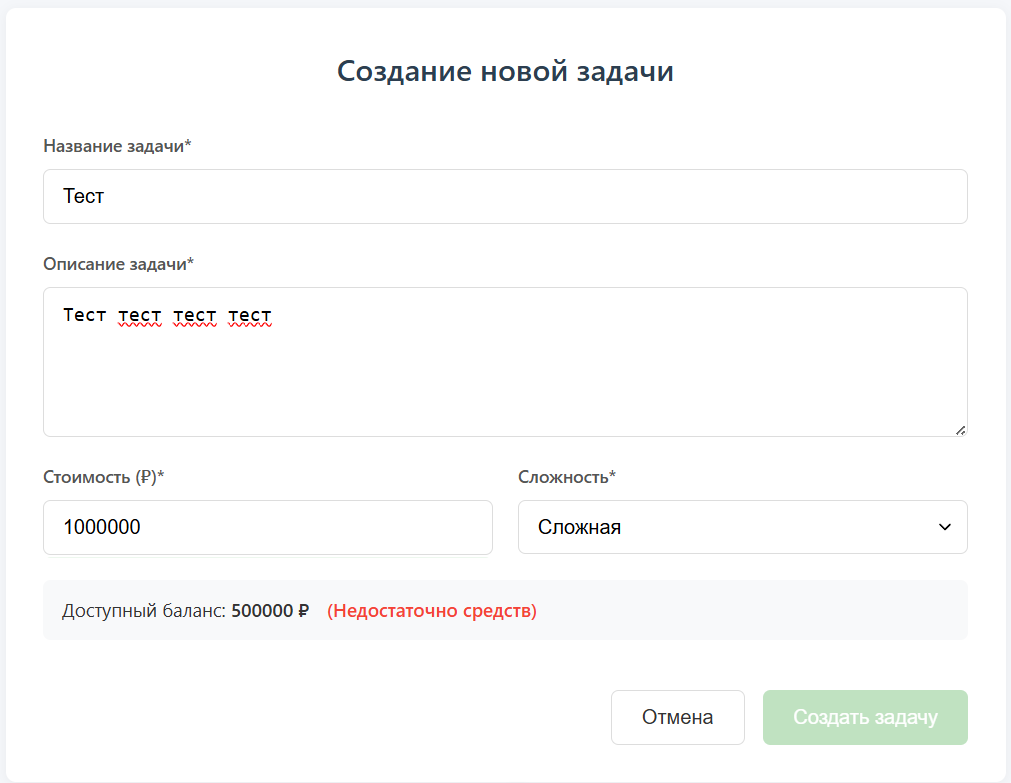 Создание новой задачи
Название задачи*
Тест
Описание задачи*
Тест тест тест тест
Стоимость (₽)* Сложность*
1000000 Сложная
Доступный баланс: 500000 ₽ (Недостаточно средств)
Отмена Создать задачу